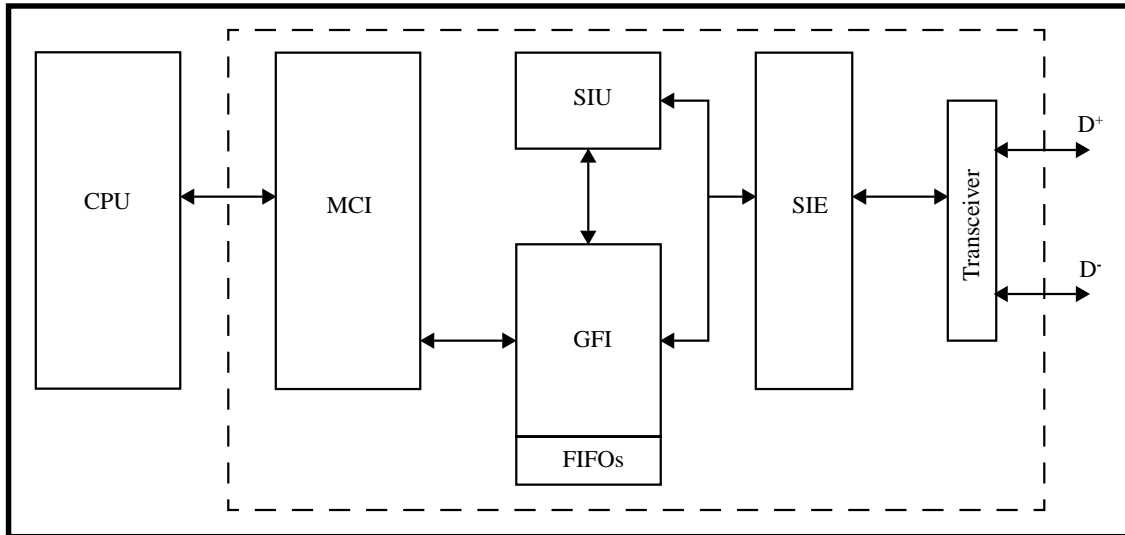 SIU
D⁺
CPU
MCI
SIE
Transceiver
D⁻
GFI
FIFOs